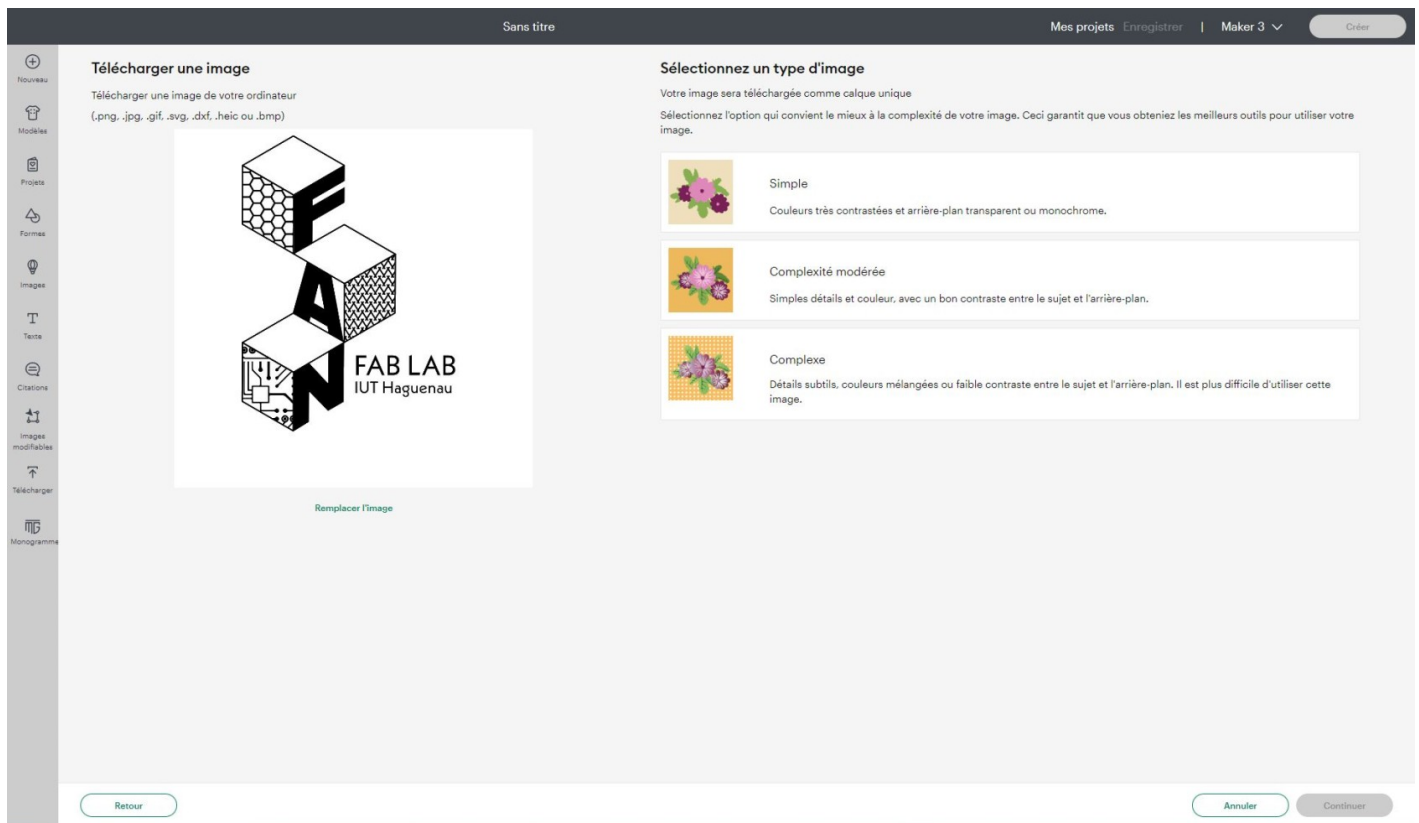 Sans titre
Mes projets Enregistrer | Maker 3 Créer
Nouveau
Modèles
Projets
Formes
Images
Texte
Citations
Images
modifiables
Télécharger
Monogramme
Télécharger une image
Télécharger une image de votre ordinateur
(.png, .jpg, .gif, .svg, .dxf, .heic ou .bmp)
F
A
N
FAB LAB
IUT Haguenau
Remplacer l'image
Sélectionnez un type d'image
Votre image sera téléchargée comme calque unique
Sélectionnez l'option qui convient le mieux à la complexité de votre image. Ceci garantit que vous obteniez les meilleurs outils pour utiliser votre
image.
Simple
Couleurs très contrastées et arrière-plan transparent ou monochrome.
Complexité modérée
Simples détails et couleur, avec un bon contraste entre le sujet et l'arrière-plan.
Complexe
Détails subtils, couleurs mélangées ou faible contraste entre le sujet et l'arrière-plan. Il est plus difficile d'utiliser cette
image.
Retour
Annuler
Continuer